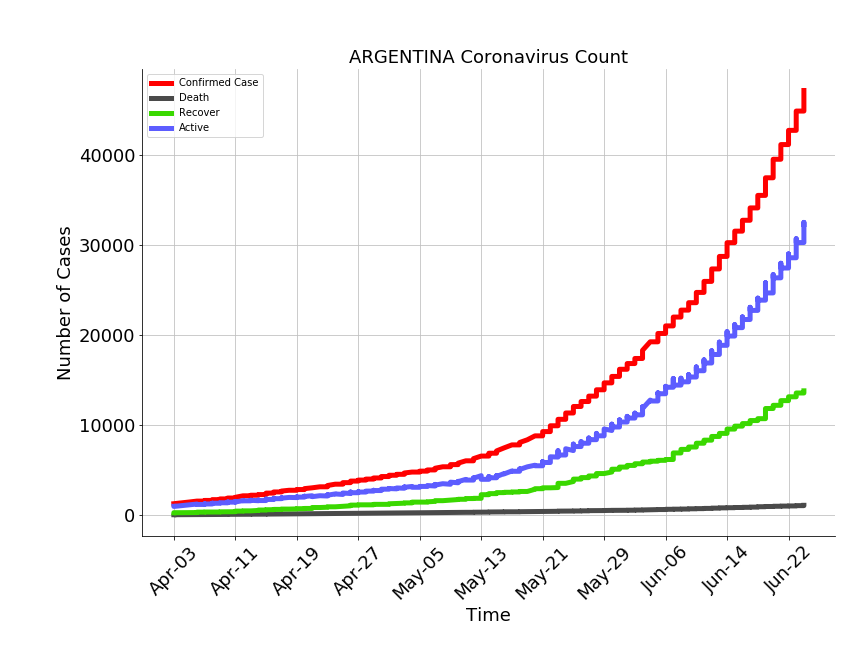 ARGENTINA Coronavirus Count
Confirmed Case
Death
Recover
Active
Number of Cases
40000
30000
20000
10000
0
Apr-03
Apr-11
Apr-19
Apr-27
May-05
May-13
May-21
May-29
Jun-06
Jun-14
Jun-22
Time